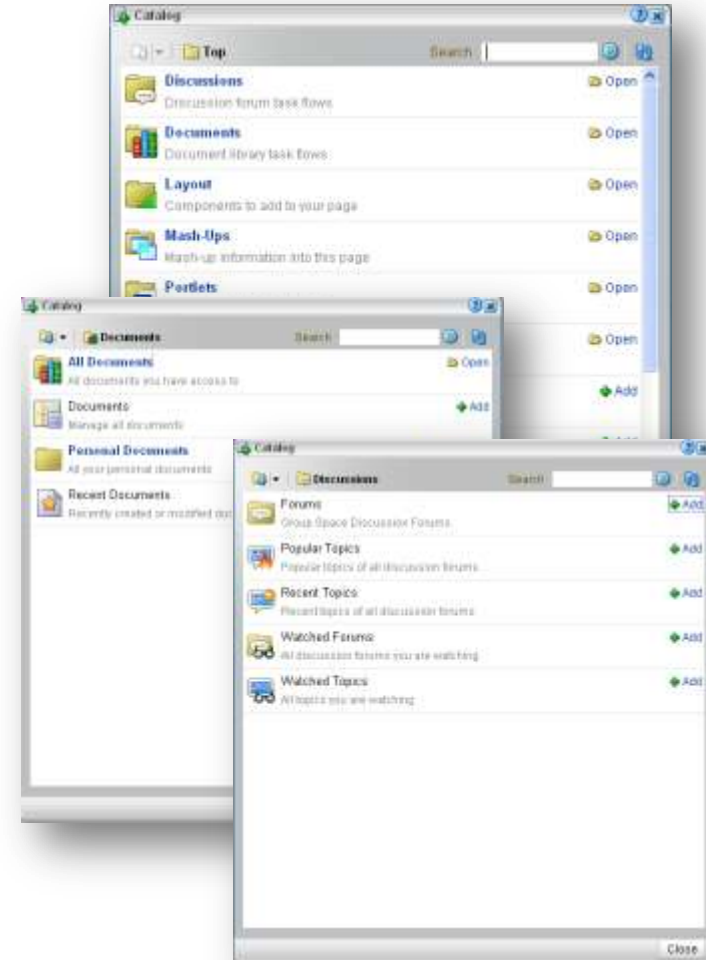 Catalog
Top
Search
Discussions
Open
Discussion forum task flows
Documents
Open
Document library task flows
Layout
Open
Components to add to your page
Mash-Ups
Open
Mash-up information into this page
Portlets
Open
Open
Add
Catalog
Documents
Search
All Documents
Open
All documents you have access to
Documents
Add
Manage all documents
Personal Documents
All your personal documents
Recent Documents
Recently created or modified
Catalog
Discussions
Search
Forums
Add
Group Space Discussion Forums
Popular Topics
Add
Popular topics of all discussion forums
Recent Topics
Add
Recent topics of all discussion forums
Watched Forums
Add
All discussion forums you are watching
Watched Topics
Add
All topics you are watching
Close